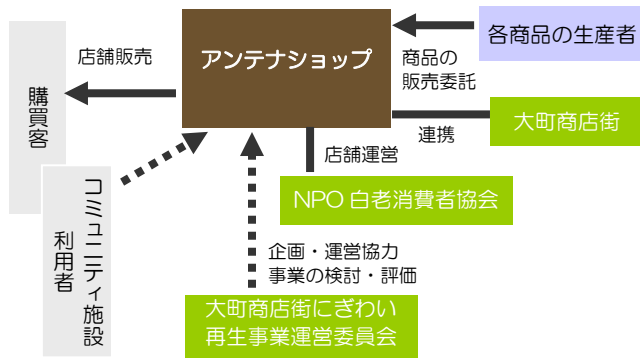 店舗販売
アンテナショップ
商品の
販売委託
各商品の生産者
購買客
大町商店街
連携
店舗運営
NPO 白老消費者協会
コミュニティ施設
利用者
企画・運営協力
事業の検討・評価
大町商店街にぎわい
再生事業運営委員会